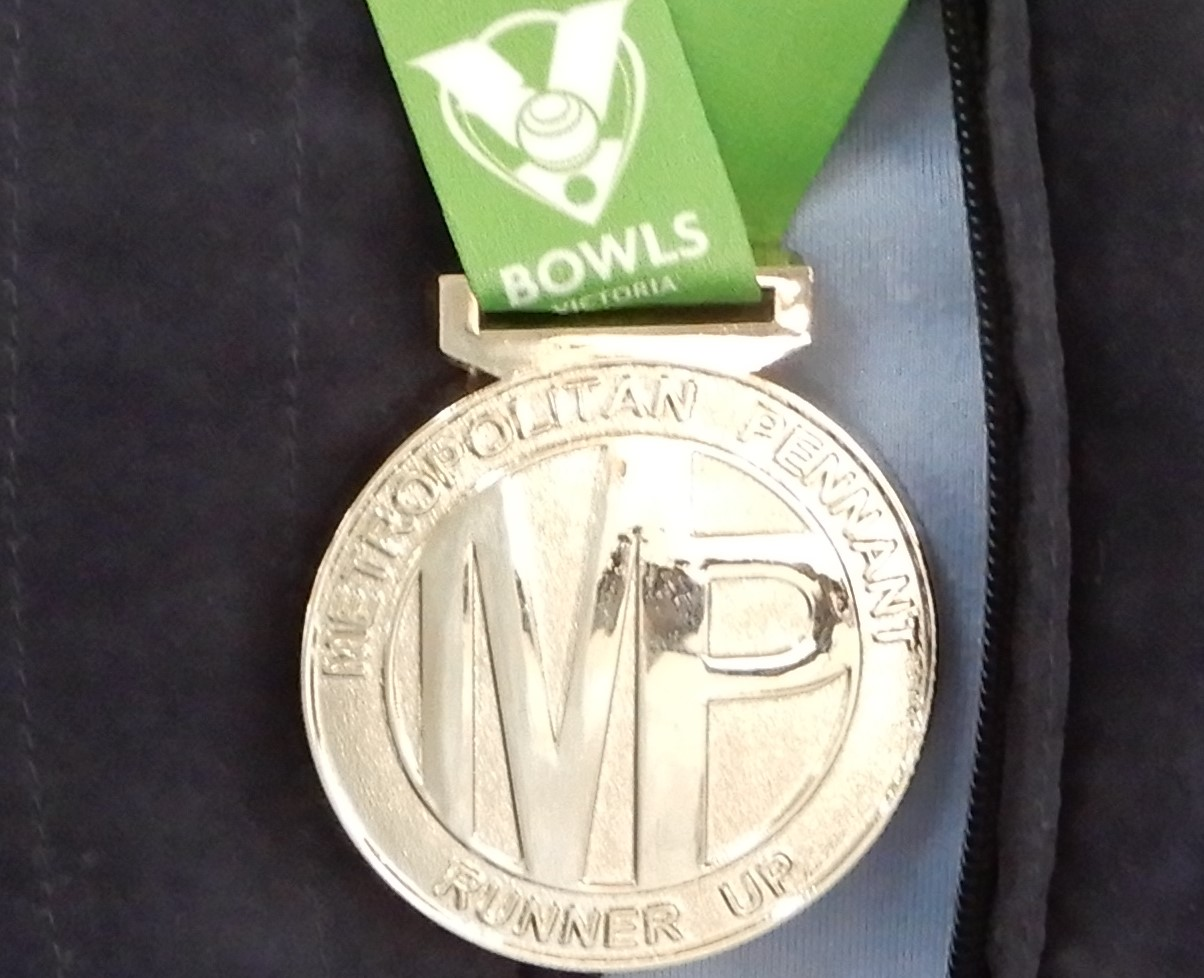 BOWLS
VICTORIA
METROPOLITAN PENNANT
MP
RUNNER UP